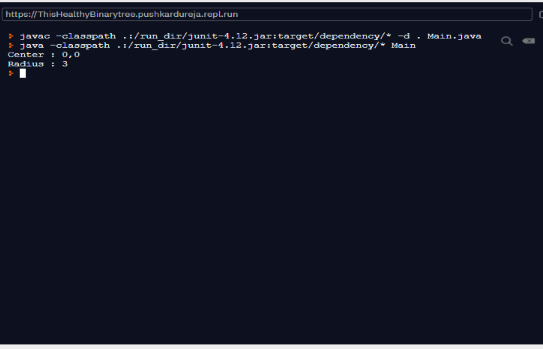 https://ThisHealthyBinarytree.pushkardureja.repl.run
javac -classpath .:/run_dir/junit-4.12.jar:target/dependency/* -d . Main.java
java -classpath .:/run_dir/junit-4.12.jar:target/dependency/* Main
Center : 0,0
Radius : 3